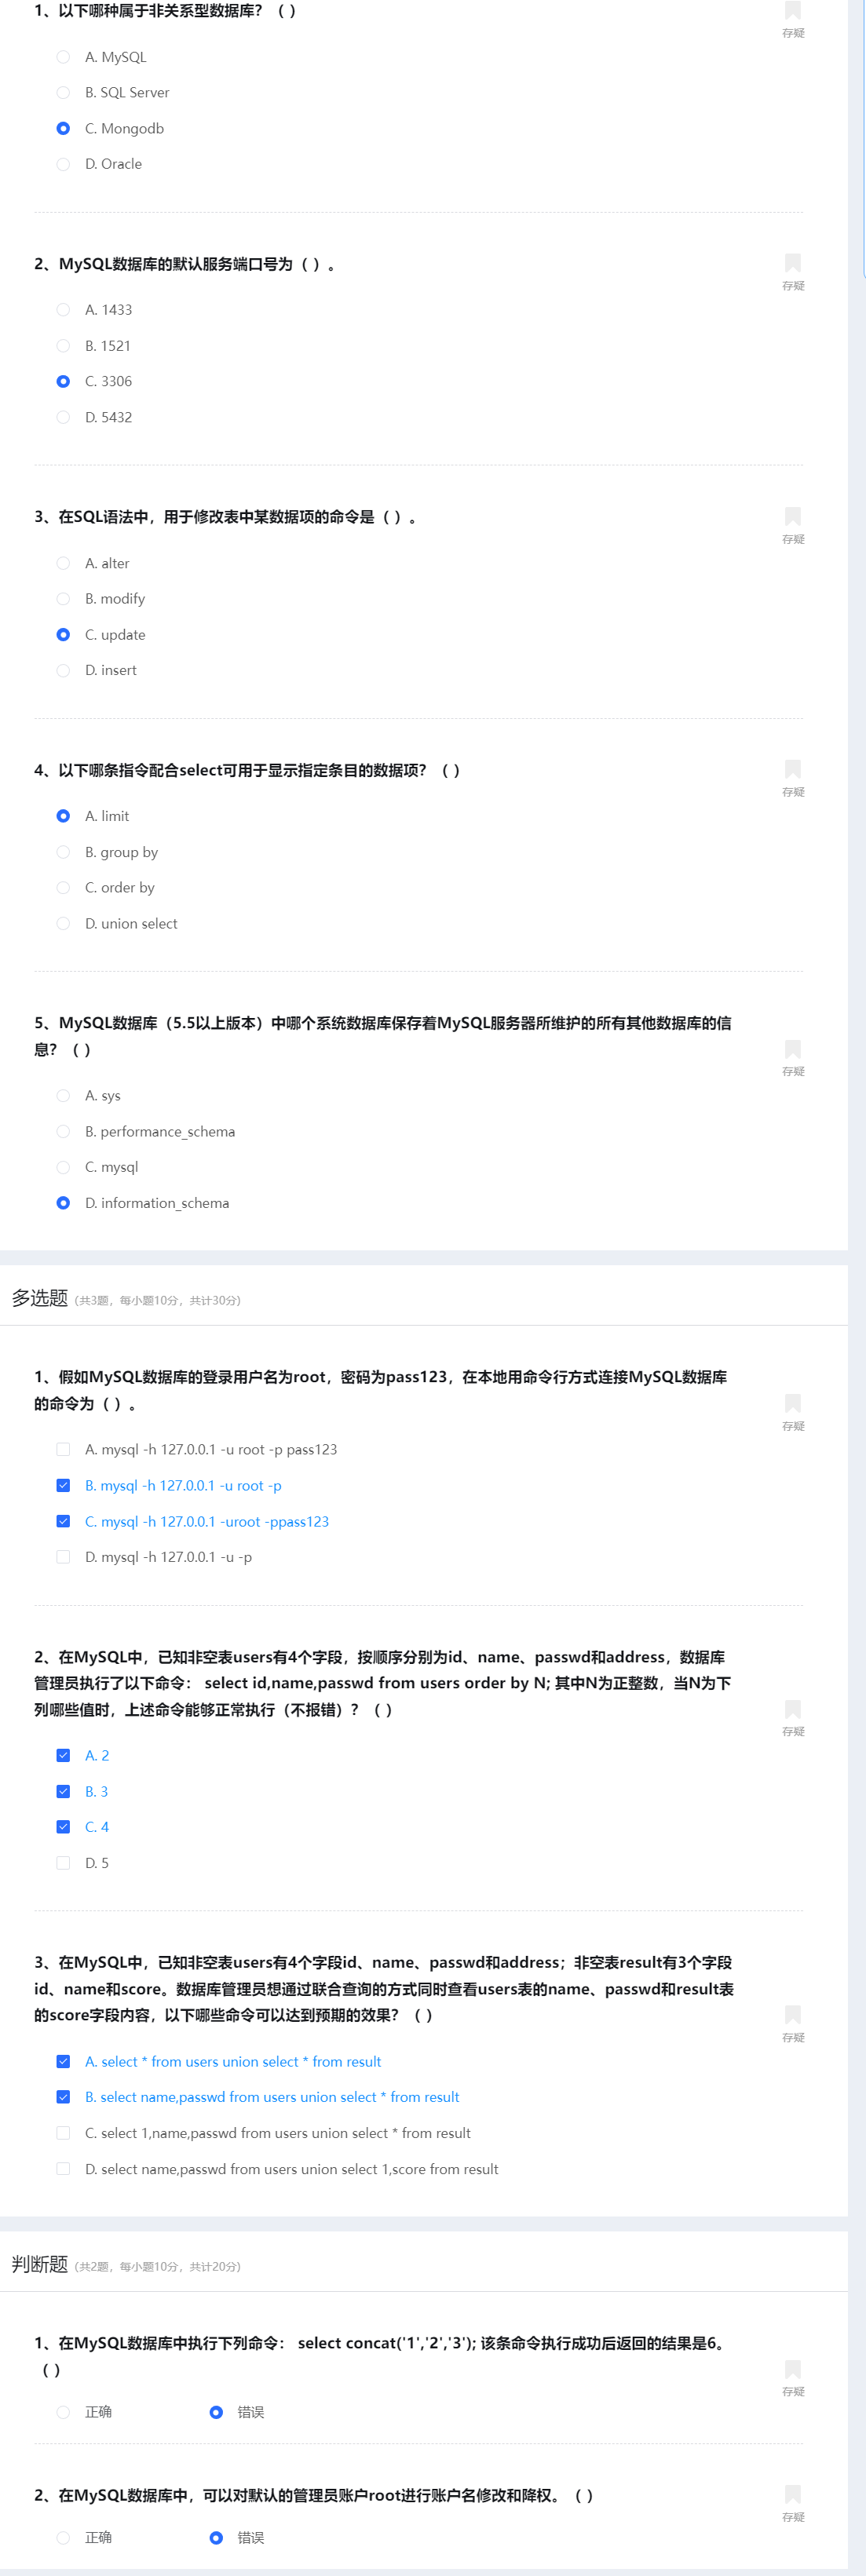 1、以下哪种属于非关系型数据库？（ ）
存疑
A. MySQL
B. SQL Server
C. Mongodb
D. Oracle
2、MySQL数据库的默认服务端口号为（ ）。
存疑
A. 1433
B. 1521
C. 3306
D. 5432
3、在SQL语法中，用于修改表中某数据项的命令是（ ）。
存疑
A. alter
B. modify
C. update
D. insert
4、以下哪条指令配合select可用于显示指定条目的数据项？（ ）
存疑
A. limit
B. group by
C. order by
D. union select
5、MySQL数据库（5.5以上版本）中哪个系统数据库保存着MySQL服务器所维护的所有其他数据库的信
息？（ ）
存疑
A. sys
B. performance_schema
C. mysql
D. information_schema
多选题 (共3题，每小题10分，共计30分)
1、假如MySQL数据库的登录用户名为root，密码为pass123，在本地用命令行方式连接MySQL数据库
的命令为（ ）。
存疑
A. mysql -h 127.0.0.1 -u root -p pass123
B. mysql -h 127.0.0.1 -u root -p
C. mysql -h 127.0.0.1 -uroot -ppass123
D. mysql -h 127.0.0.1 -u -p
2、在MySQL中，已知非空表users有4个字段，按顺序分别为id、name、passwd和address，数据库
管理员执行了以下命令： select id,name,passwd from users order by N; 其中N为正整数，当N为下
列哪些值时，上述命令能够正常执行（不报错）？（ ）
存疑
A. 2
B. 3
C. 4
D. 5
3、在MySQL中，已知非空表users有4个字段id、name、passwd和address；非空表result有3个字段
id、name和score。数据库管理员想通过联合查询的方式同时查看users表的name、passwd和result表
的score字段内容，以下哪些命令可以达到预期的效果？（ ）
存疑
A. select * from users union select * from result
B. select name,passwd from users union select * from result
C. select 1,name,passwd from users union select * from result
D. select name,passwd from users union select 1,score from result
判断题 (共2题，每小题10分，共计20分)
1、在MySQL数据库中执行下列命令： select concat('1','2','3'); 该条命令执行成功后返回的结果是6。
（ ）
存疑
正确 错误
2、在MySQL数据库中，可以对默认的管理员账户root进行账户名修改和降权。（ ）
存疑
正确 错误